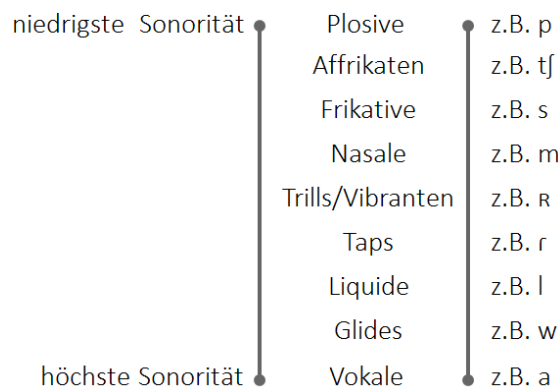 niedrigste Sonorität Plosive z.B. p
Affrikaten z.B. tʃ
Frikative z.B. s
Nasale z.B. m
Trills/Vibranten z.B. ʀ
Taps z.B. ɾ
Liquide z.B. l
Glides z.B. w
höchste Sonorität Vokale z.B. a